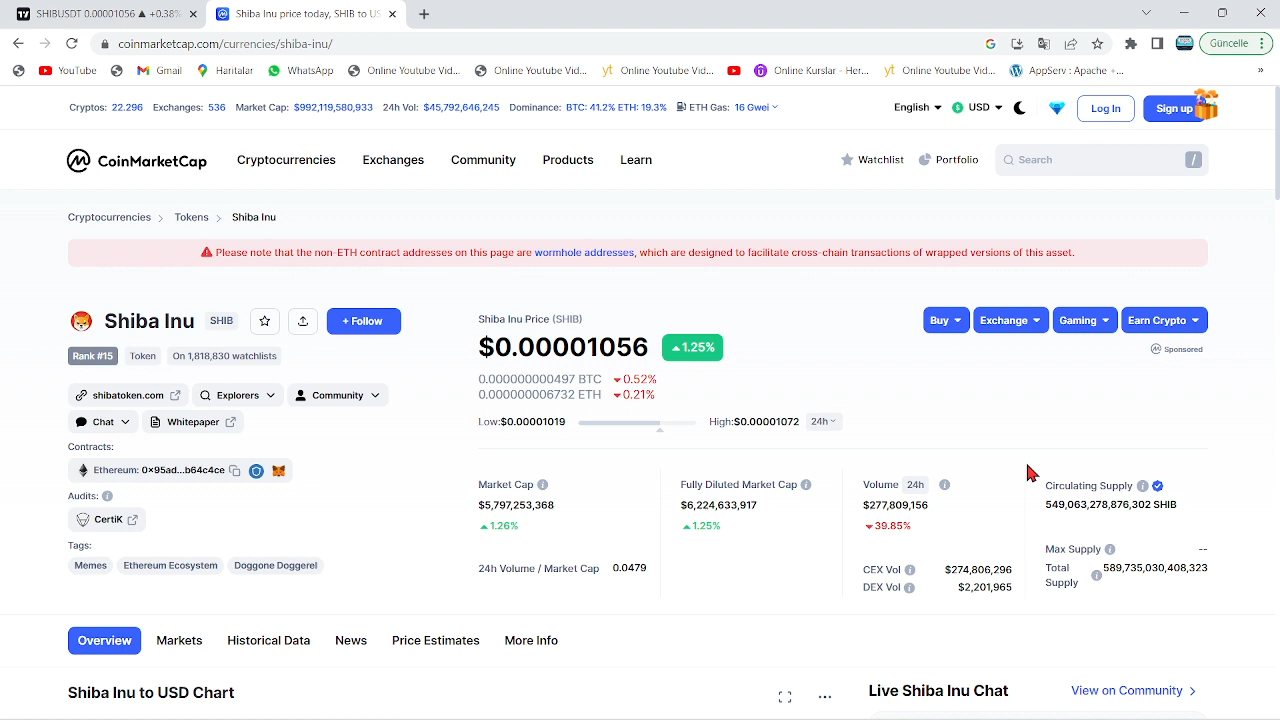 SHIBUSDT 0.00001056 ▲ +0.38%
Shiba Inu price today, SHIB to US
coinmarketcap.com/currencies/shiba-inu/
Güncelle
YouTube Gmail Haritalar WhatsApp Online Youtube Vid... Online Youtube Vid... Online Youtube Vid... Online Kurslar - Her... Online Youtube Vid... AppServ : Apache +... »
Cryptos: 22.296 Exchanges: 536 Market Cap: $992,119,580,933 24h Vol: $45,792,646,245 Dominance: BTC: 41.2% ETH: 19.3% ETH Gas: 16 Gwei
English USD Log In Sign up
CoinMarketCap Cryptocurrencies Exchanges Community Products Learn Watchlist Portfolio Search /
Cryptocurrencies > Tokens > Shiba Inu
Please note that the non-ETH contract addresses on this page are wormhole addresses, which are designed to facilitate cross-chain transactions of wrapped versions of this asset.
Shiba Inu SHIB + Follow
Rank #15 Token On 1,818,830 watchlists
shibatoken.com Explorers Community
Chat Whitepaper
Contracts:
Ethereum: 0x95ad...b64c4ce
Audits:
CertiK
Tags:
Memes Ethereum Ecosystem Doggone Doggerel
Shiba Inu Price (SHIB)
$0.00001056 1.25%
0.000000000497 BTC 0.52%
0.000000006732 ETH 0.21%
Low:$0.00001019 High:$0.00001072 24h
Buy Exchange Gaming Earn Crypto
Sponsored
Market Cap
$5,797,253,368
1.26%
24h Volume / Market Cap 0.0479
Fully Diluted Market Cap
$6,224,633,917
1.25%
Volume 24h
$277,809,156
39.85%
CEX Vol $274,806,296
DEX Vol $2,201,965
Circulating Supply
549,063,278,876,302 SHIB
Max Supply --
Total Supply 589,735,030,408,323
Overview Markets Historical Data News Price Estimates More Info
Shiba Inu to USD Chart
Live Shiba Inu Chat View on Community >